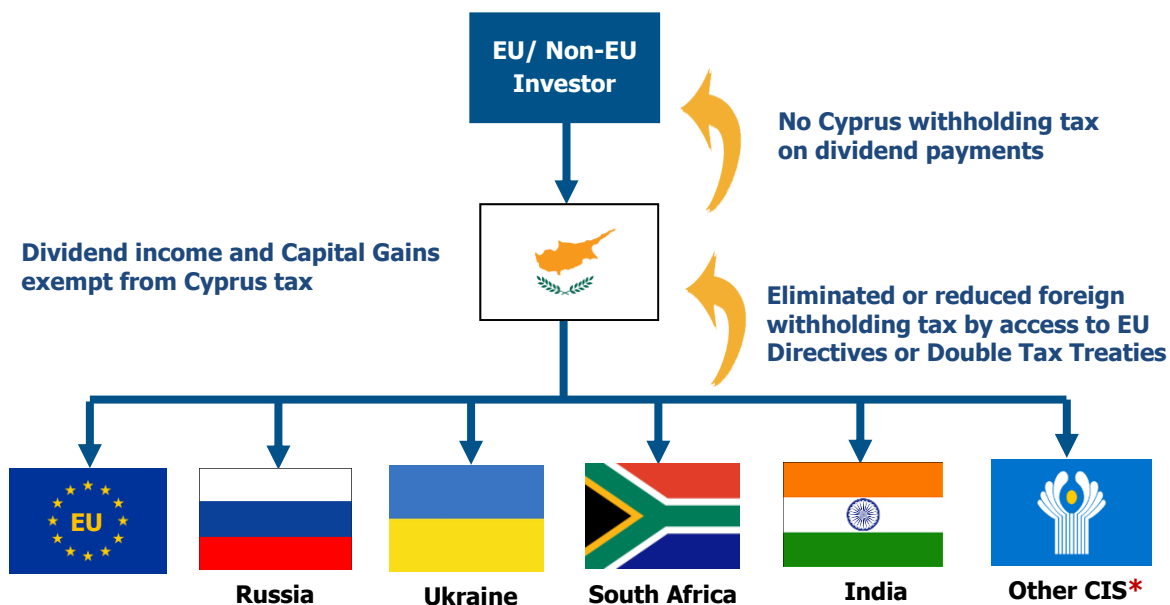 EU/ Non-EU
Investor
No Cyprus withholding tax
on dividend payments
Dividend income and Capital Gains
exempt from Cyprus tax
Eliminated or reduced foreign
withholding tax by access to EU
Directives or Double Tax Treaties
EU
Russia
Ukraine
South Africa
India
Other CIS*